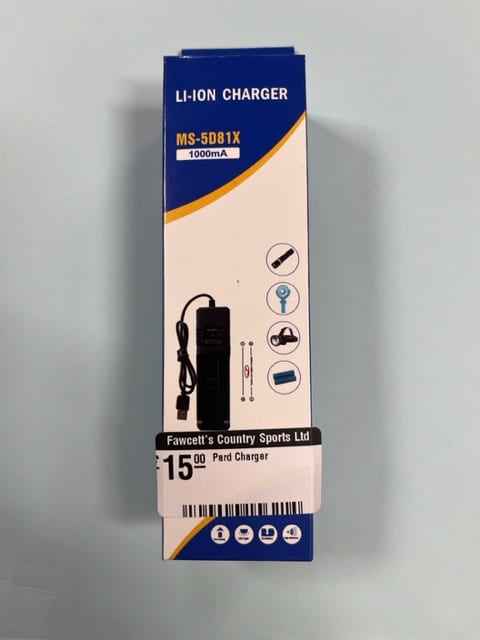 LI-ION CHARGER
MS-5D81X
1000mA
Fawcett's Country Sports Ltd
£15.00 Pard Charger